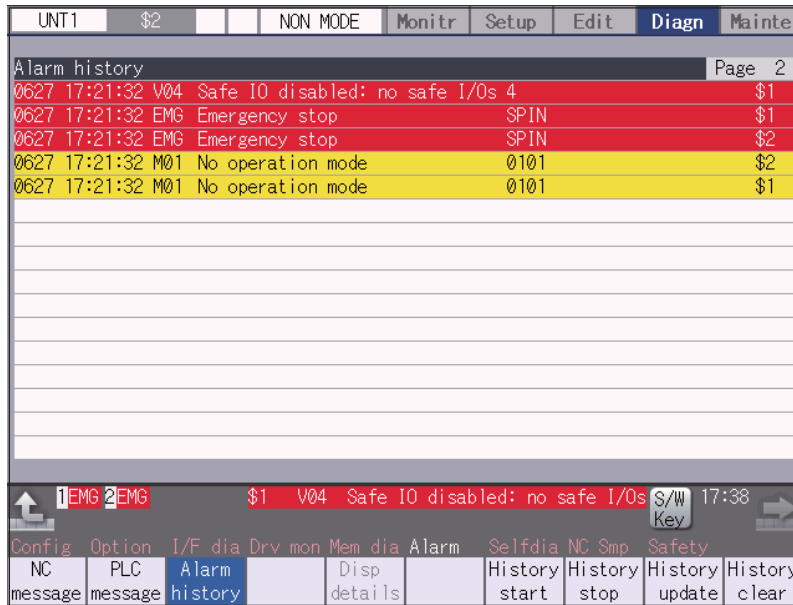 UNT1 $2 NON MODE Monitr Setup Edit Diagn Mainte
Alarm history Page 2
0627 17:21:32 V04 Safe IO disabled: no safe I/Os 4 $1
0627 17:21:32 EMG Emergency stop SPIN $1
0627 17:21:32 EMG Emergency stop SPIN $2
0627 17:21:32 M01 No operation mode 0101 $2
0627 17:21:32 M01 No operation mode 0101 $1
1EMG 2EMG $1 V04 Safe IO disabled: no safe I/Os S/W Key 17:38
Config Option I/F dia Drv mon Mem dia Alarm Selfdia NC Smp Safety
NC PLC Alarm Disp History History History History
message message history details start stop update clear